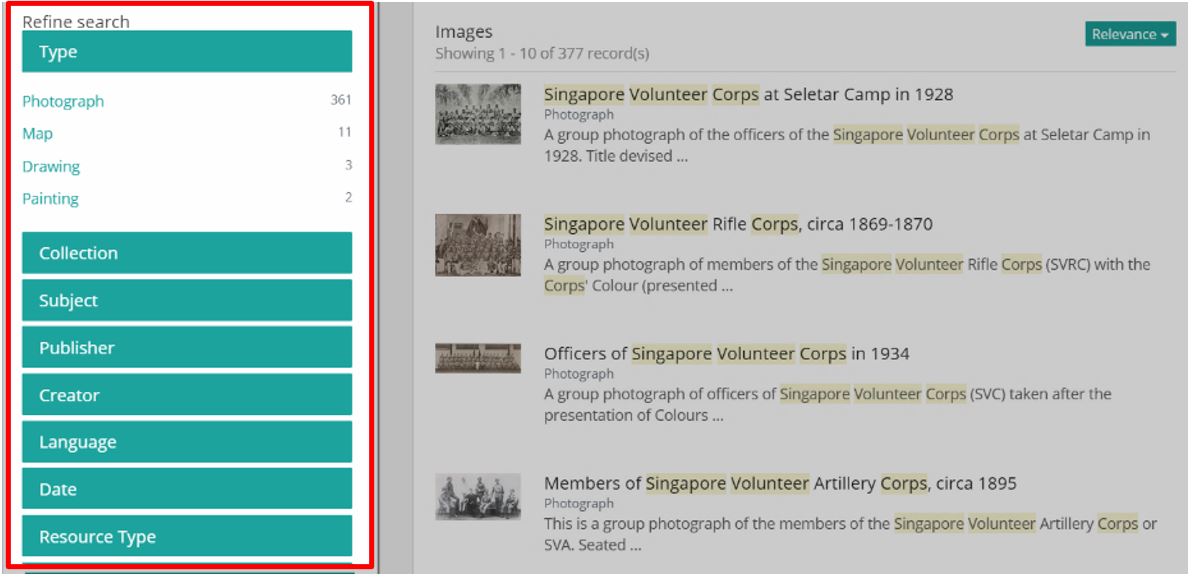 Refine search
Type
Photograph 361
Map 11
Drawing 3
Painting 2
Collection
Subject
Publisher
Creator
Language
Date
Resource Type
Images
Showing 1 - 10 of 377 record(s)
Relevance
Singapore Volunteer Corps at Seletar Camp in 1928
Photograph
A group photograph of the officers of the Singapore Volunteer Corps at Seletar Camp in
1928. Title devised ...
Singapore Volunteer Rifle Corps, circa 1869-1870
Photograph
A group photograph of members of the Singapore Volunteer Rifle Corps (SVRC) with the
Corps' Colour (presented ...
Officers of Singapore Volunteer Corps in 1934
Photograph
A group photograph of officers of Singapore Volunteer Corps (SVC) taken after the
presentation of Colours ...
Members of Singapore Volunteer Artillery Corps, circa 1895
Photograph
This is a group photograph of the members of the Singapore Volunteer Artillery Corps or
SVA. Seated ...